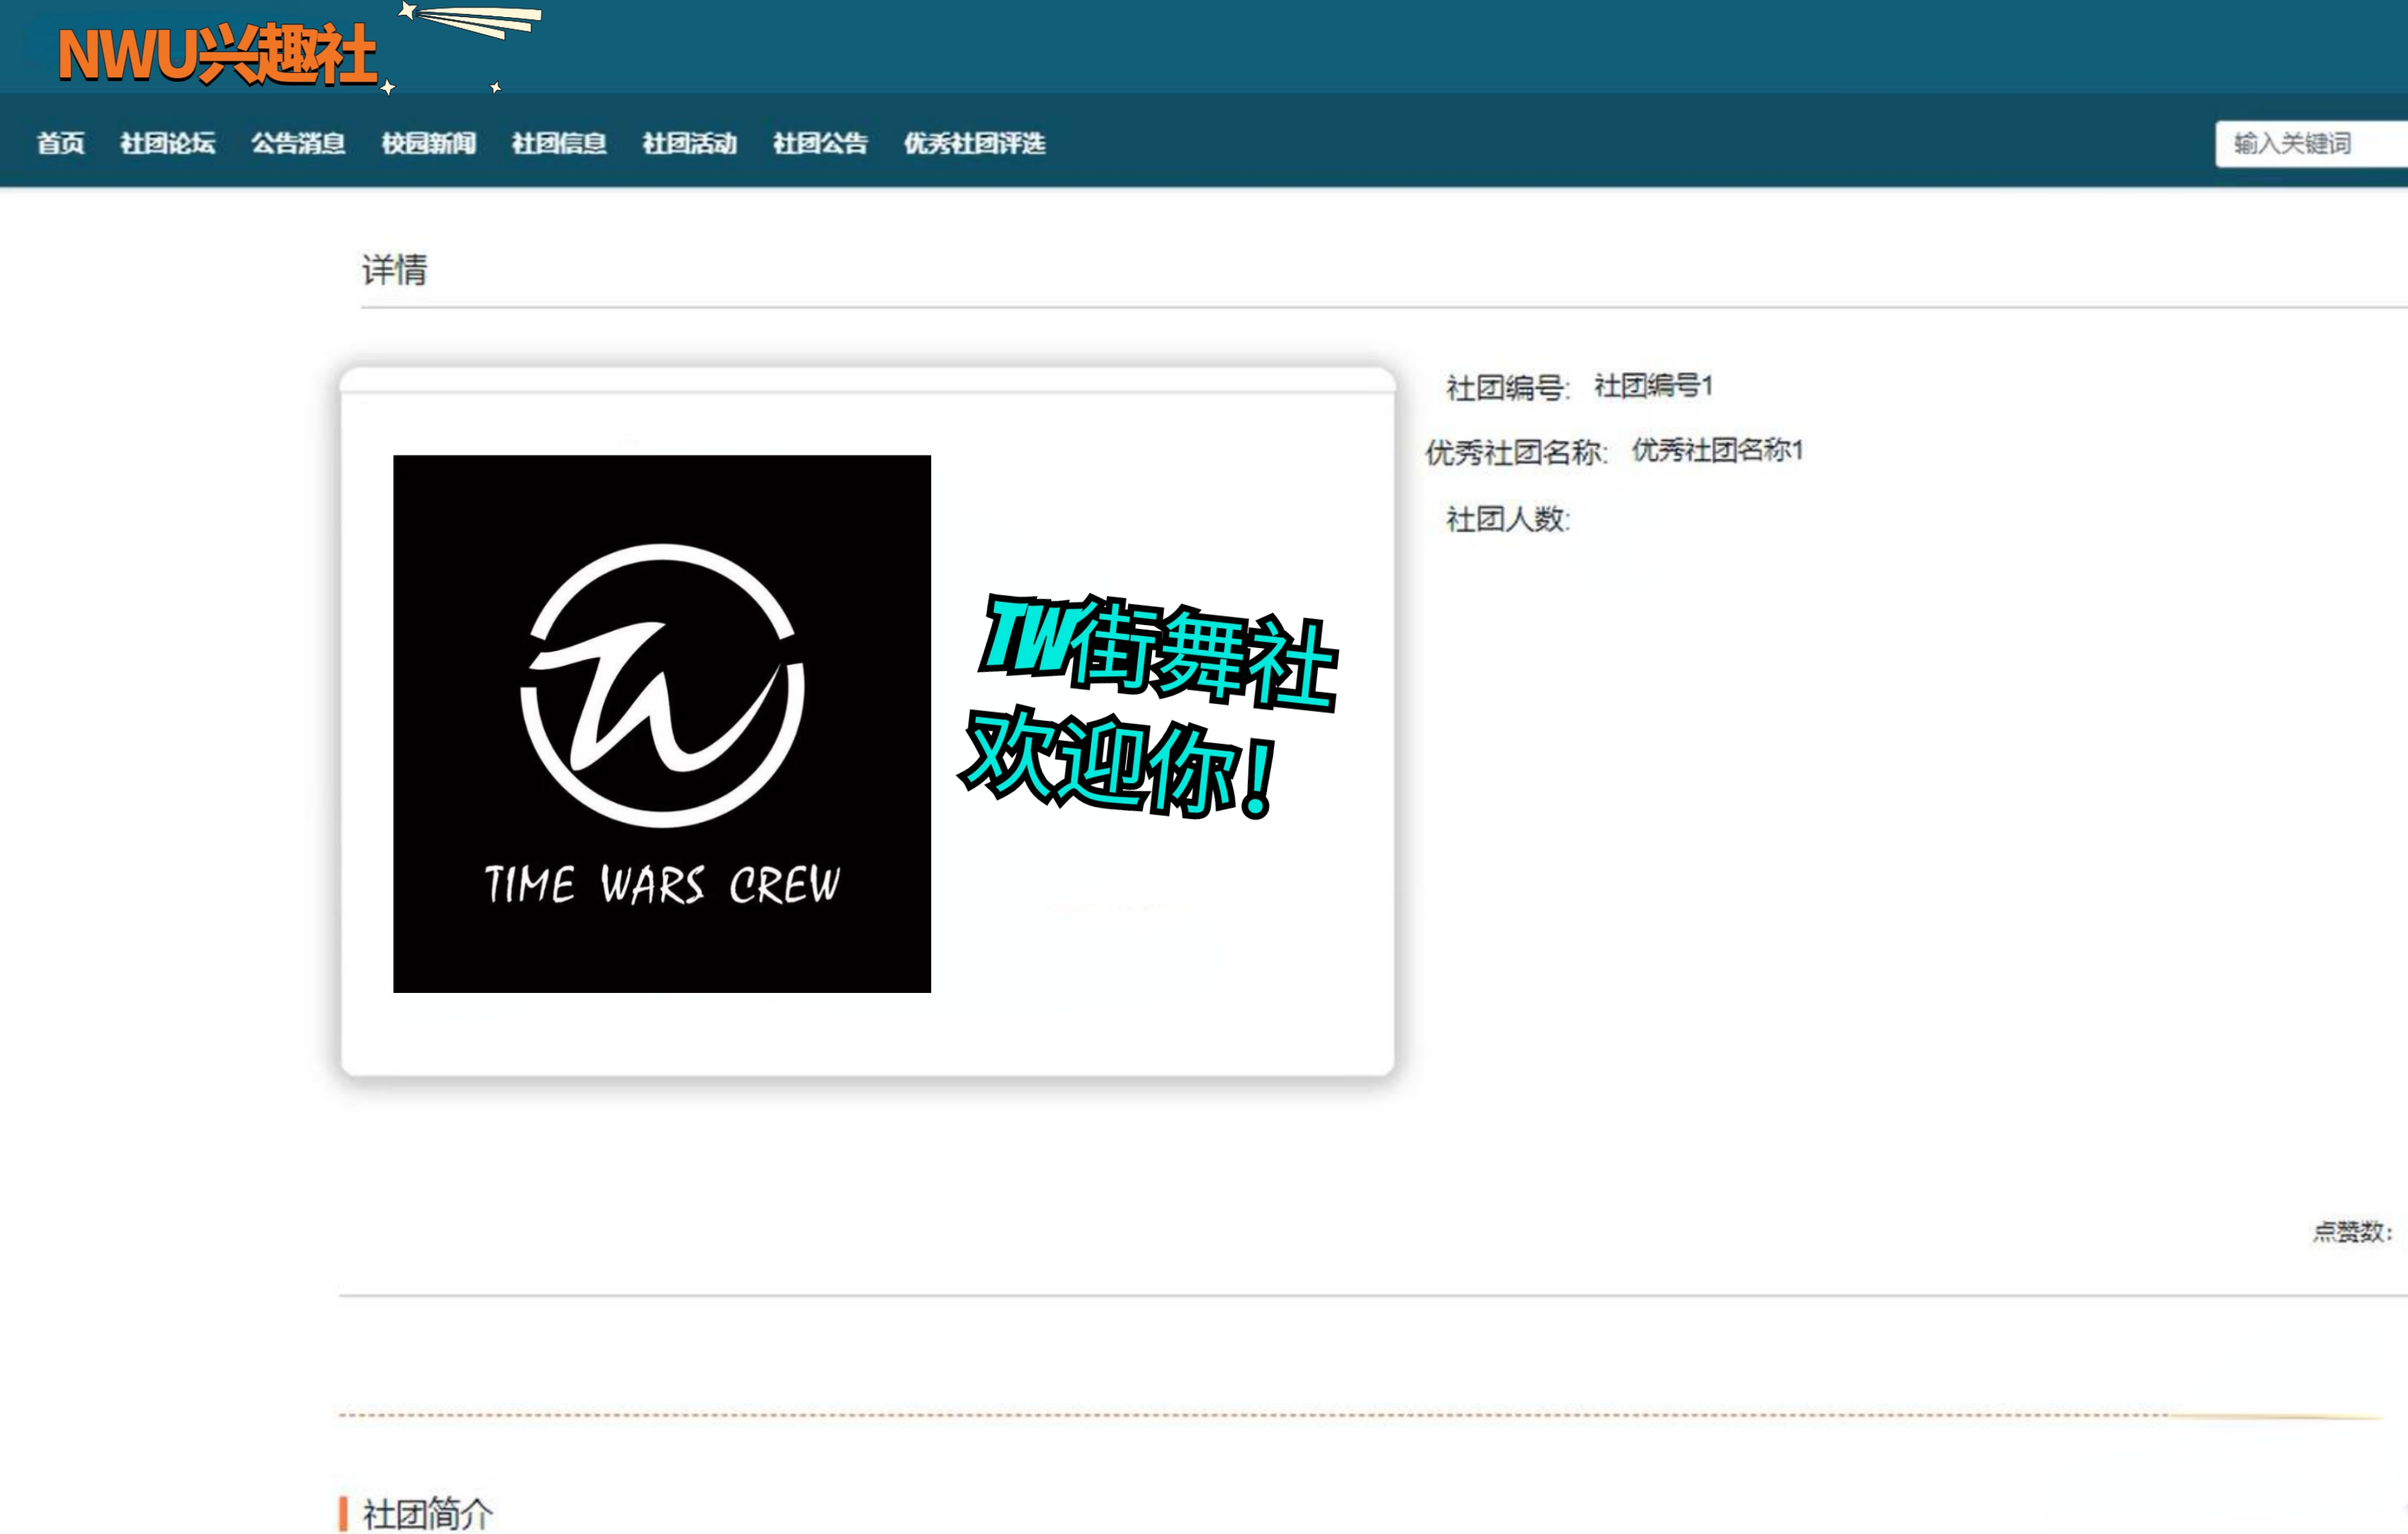 NWU兴趣社
首页 社团论坛 公告消息 校园新闻 社团信息 社团活动 社团公告 优秀社团评选 输入关键词
详情
社团编号: 社团编号1
优秀社团名称: 优秀社团名称1
社团人数:
TW街舞社
欢迎你！
TW
TIME WARS CREW
点赞数:
社团简介